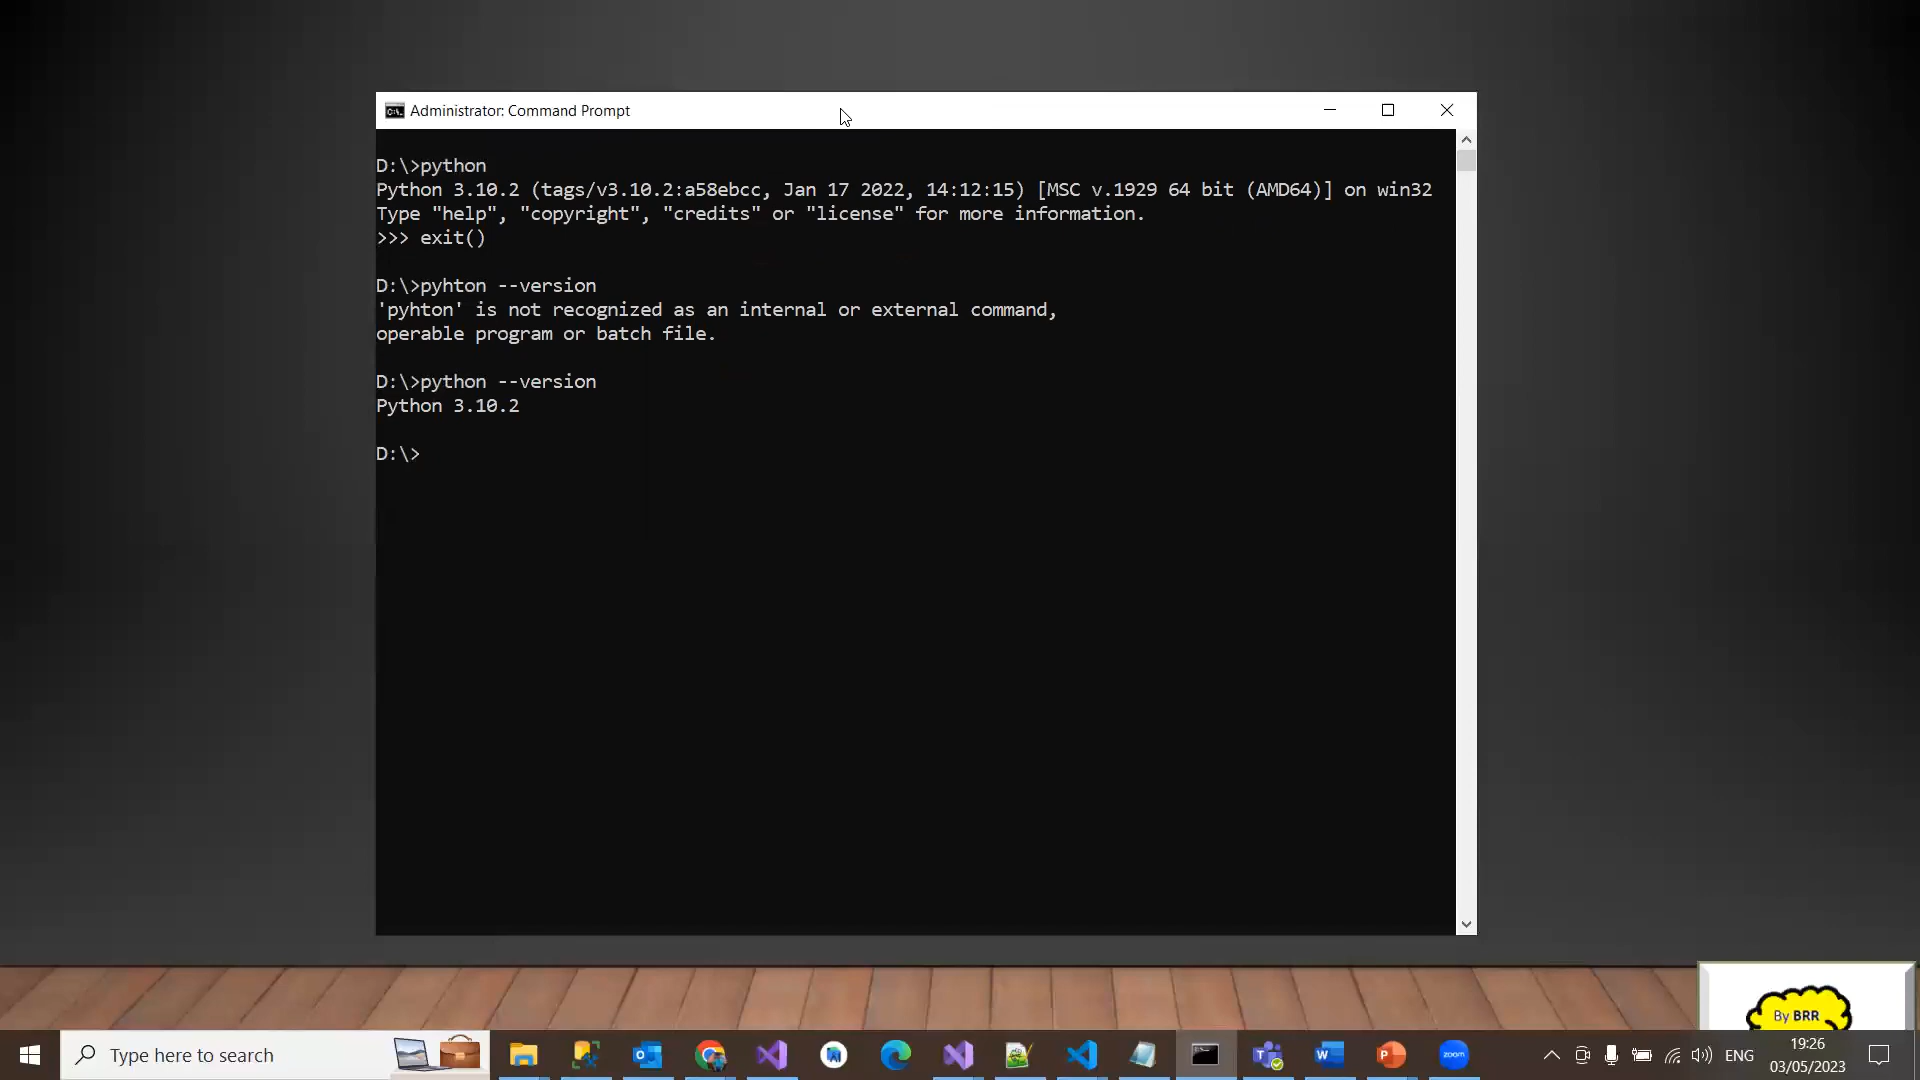 Administrator: Command Prompt
D:\>python
Python 3.10.2 (tags/v3.10.2:a58ebcc, Jan 17 2022, 14:12:15) [MSC v.1929 64 bit (AMD64)] on win32
Type "help", "copyright", "credits" or "license" for more information.
>>> exit()
D:\>pyhton --version
'pyhton' is not recognized as an internal or external command,
operable program or batch file.
D:\>python --version
Python 3.10.2
D:\>
By BRR
Type here to search
zoom
ENG
19:26
03/05/2023